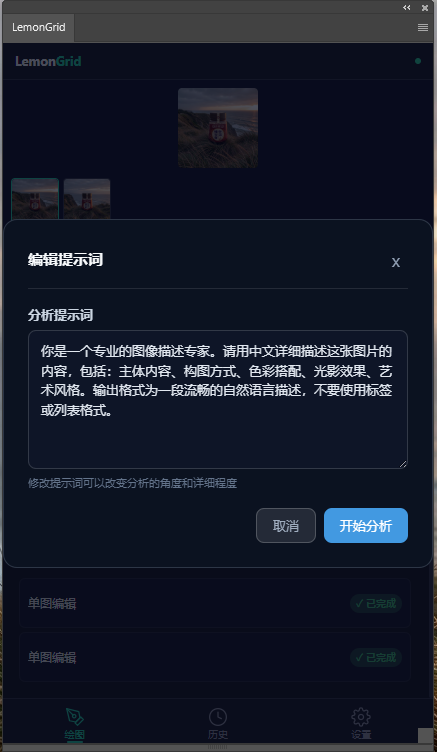 LemonGrid
LemonGrid
编辑提示词
x
分析提示词
你是一个专业的图像描述专家。请用中文详细描述这张图片的
内容，包括：主体内容、构图方式、色彩搭配、光影效果、艺
术风格。输出格式为一段流畅的自然语言描述，不要使用标签
或列表格式。
修改提示词可以改变分析的角度和详细程度
取消
开始分析
单图编辑
✓已完成
单图编辑
✓已完成
绘图
历史
设置